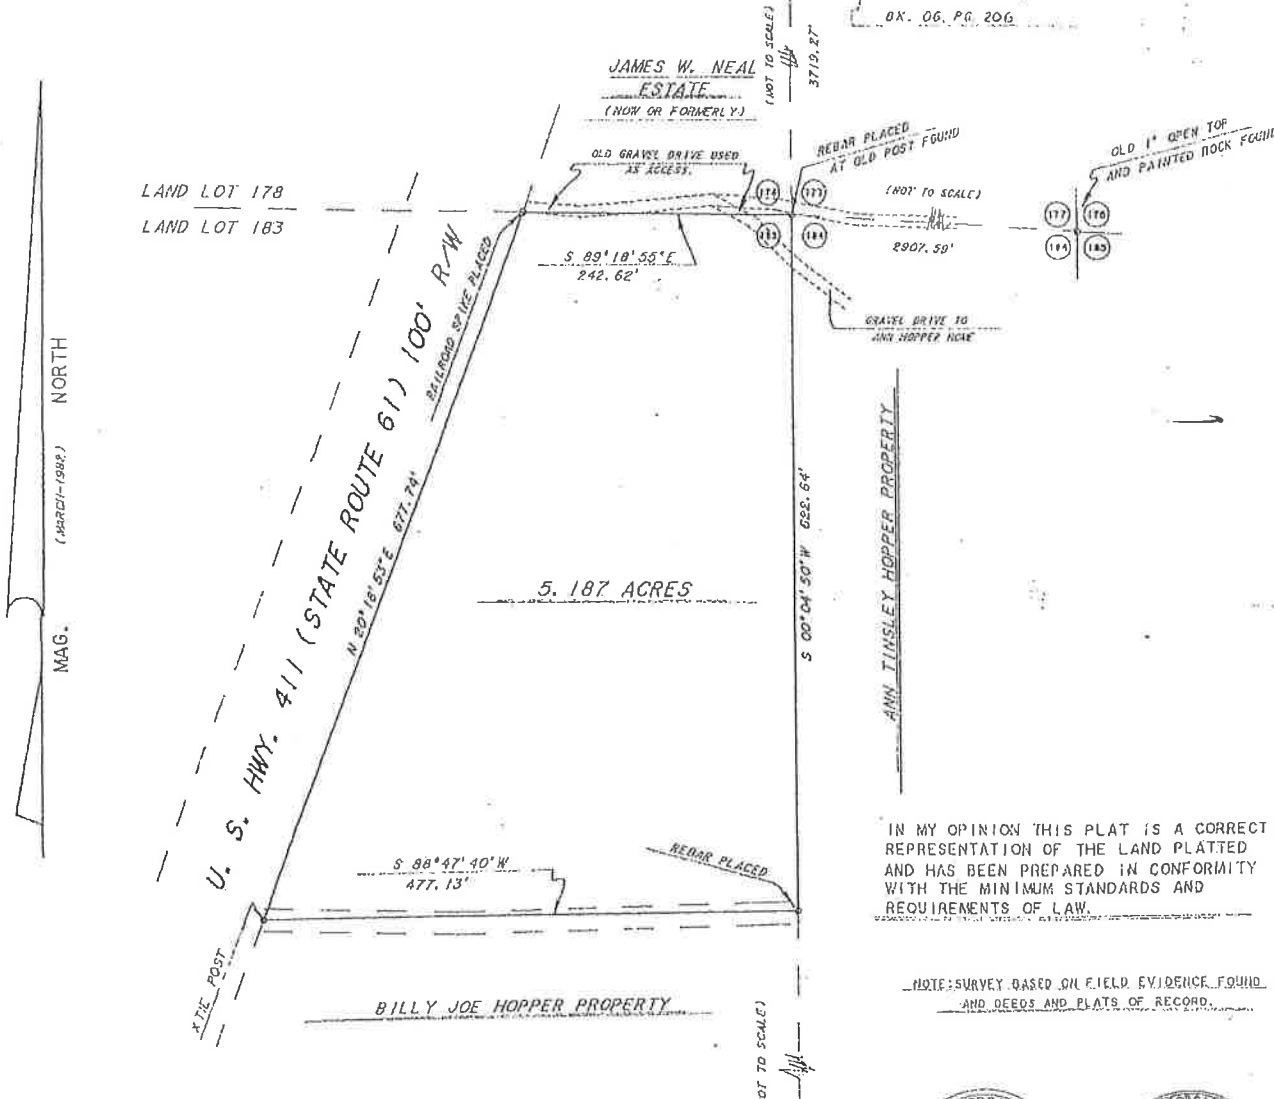 BK. OG, PG 20G
(NOT TO SCALE)
3719.27'
JAMES W. NEAL
ESTATE
(NOW OR FORMERLY)
OLD GRAVEL DRIVE USED
AS ACCESS.
REBAR PLACED
AT OLD POST FOUND
OLD 1" OPEN TOP
AND PAINTED ROCK FOUND
LAND LOT 178
LAND LOT 183
178
177
183
184
(NOT TO SCALE)
2907.59'
177
176
184
185
S 89°18'55"E
242.62'
GRAVEL DRIVE TO
ANN HOPPER HOME
RAILROAD SPIKE PLACED
U. S. HWY. 411 (STATE ROUTE 61) 100' R/W
N 20°18'53"E 677.74'
MAG. (MARCH-1982) NORTH
5.187 ACRES
S 00°04'50"W 622.64'
ANN TINSLEY HOPPER PROPERTY
S 88°47'40"W
477.13'
REBAR PLACED
XTIE POST
BILLY JOE HOPPER PROPERTY
IN MY OPINION THIS PLAT IS A CORRECT
REPRESENTATION OF THE LAND PLATTED
AND HAS BEEN PREPARED IN CONFORMITY
WITH THE MINIMUM STANDARDS AND
REQUIREMENTS OF LAW.
NOTE:SURVEY BASED ON FIELD EVIDENCE FOUND
AND DEEDS AND PLATS OF RECORD.
OT TO SCALE)